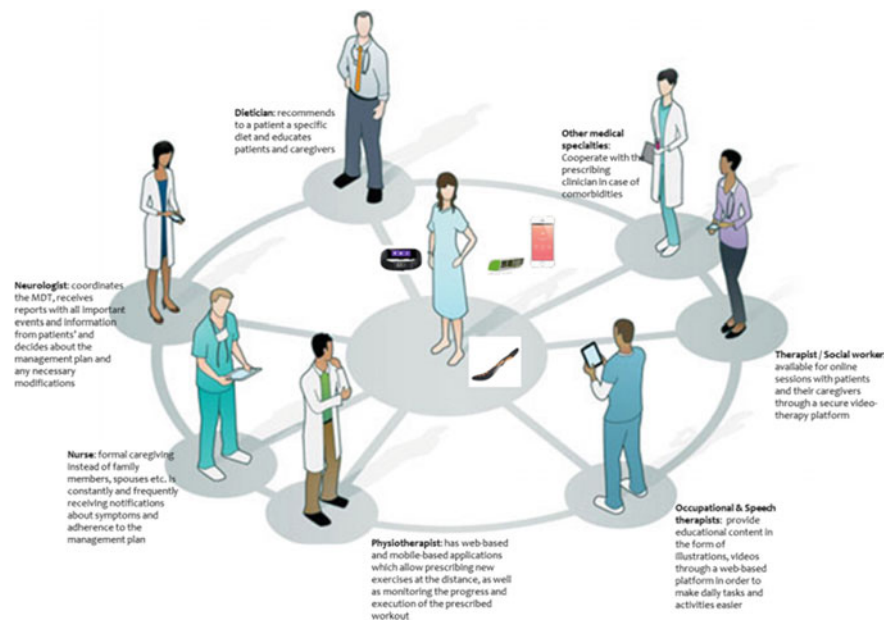 Dietician: recommends
to a patient a specific
diet and educates
patients and caregivers
Other medical
specialties:
Cooperate with the
prescribing
clinician in case of
comorbidities
Neurologist: coordinates
the MDT, receives
reports with all important
events and information
from patients' and
decides about the
management plan and
any necessary
modifications
Therapist / Social worker:
available for online
sessions with patients
and their caregivers
through a secure video-
therapy platform
Nurse: formal caregiving
instead of family
members, spouses etc. is
constantly and frequently
receiving notifications
about symptoms and
adherence to the
management plan
Physiotherapist: has web-based
and mobile-based applications
which allow prescribing new
exercises at the distance, as well
as monitoring the progress and
execution of the prescribed
workout
Occupational & Speech
therapists: provide
educational content in
the form of
illustrations, videos
through a web-based
platform in order to
make daily tasks and
activities easier